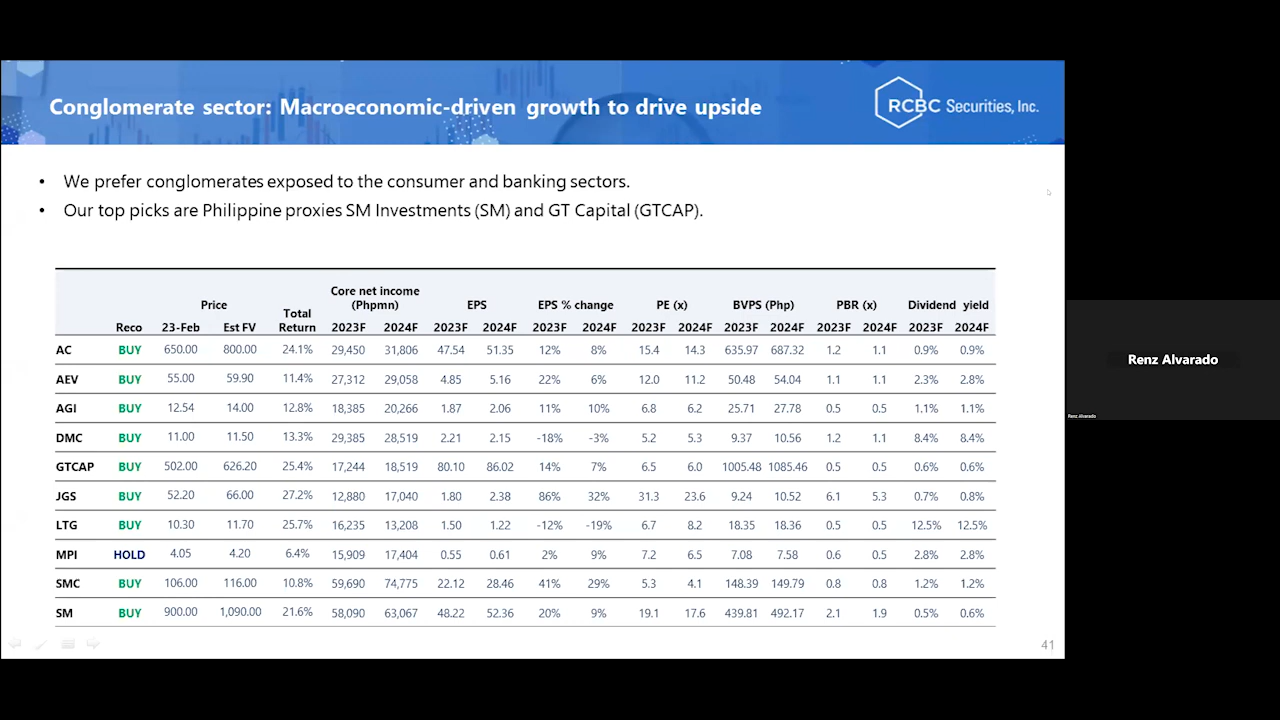 Conglomerate sector: Macroeconomic-driven growth to drive upside
RCBC Securities, Inc.
• We prefer conglomerates exposed to the consumer and banking sectors.
• Our top picks are Philippine proxies SM Investments (SM) and GT Capital (GTCAP).
Price Total Return Core net income (Phpmn) EPS EPS % change PE (x) BVPS (Php) PBR (x) Dividend yield
Reco 23-Feb Est FV 2023F 2024F 2023F 2024F 2023F 2024F 2023F 2024F 2023F 2024F 2023F 2024F 2023F 2024F
AC BUY 650.00 800.00 24.1% 29,450 31,806 47.54 51.35 12% 8% 15.4 14.3 635.97 687.32 1.2 1.1 0.9% 0.9%
AEV BUY 55.00 59.90 11.4% 27,312 29,058 4.85 5.16 22% 6% 12.0 11.2 50.48 54.04 1.1 1.1 2.3% 2.8%
AGI BUY 12.54 14.00 12.8% 18,385 20,266 1.87 2.06 11% 10% 6.8 6.2 25.71 27.78 0.5 0.5 1.1% 1.1%
DMC BUY 11.00 11.50 13.3% 29,385 28,519 2.21 2.15 -18% -3% 5.2 5.3 9.37 10.56 1.2 1.1 8.4% 8.4%
GTCAP BUY 502.00 626.20 25.4% 17,244 18,519 80.10 86.02 14% 7% 6.5 6.0 1005.48 1085.46 0.5 0.5 0.6% 0.6%
JGS BUY 52.20 66.00 27.2% 12,880 17,040 1.80 2.38 86% 32% 31.3 23.6 9.24 10.52 6.1 5.3 0.7% 0.8%
LTG BUY 10.30 11.70 25.7% 16,235 13,208 1.50 1.22 -12% -19% 6.7 8.2 18.35 18.36 0.5 0.5 12.5% 12.5%
MPI HOLD 4.05 4.20 6.4% 15,909 17,404 0.55 0.61 2% 9% 7.2 6.5 7.08 7.58 0.6 0.5 2.8% 2.8%
SMC BUY 106.00 116.00 10.8% 59,690 74,775 22.12 28.46 41% 29% 5.3 4.1 148.39 149.79 0.8 0.8 1.2% 1.2%
SM BUY 900.00 1,090.00 21.6% 58,090 63,067 48.22 52.36 20% 9% 19.1 17.6 439.81 492.17 2.1 1.9 0.5% 0.6%
41
Renz Alvarado
Renz Alvarado